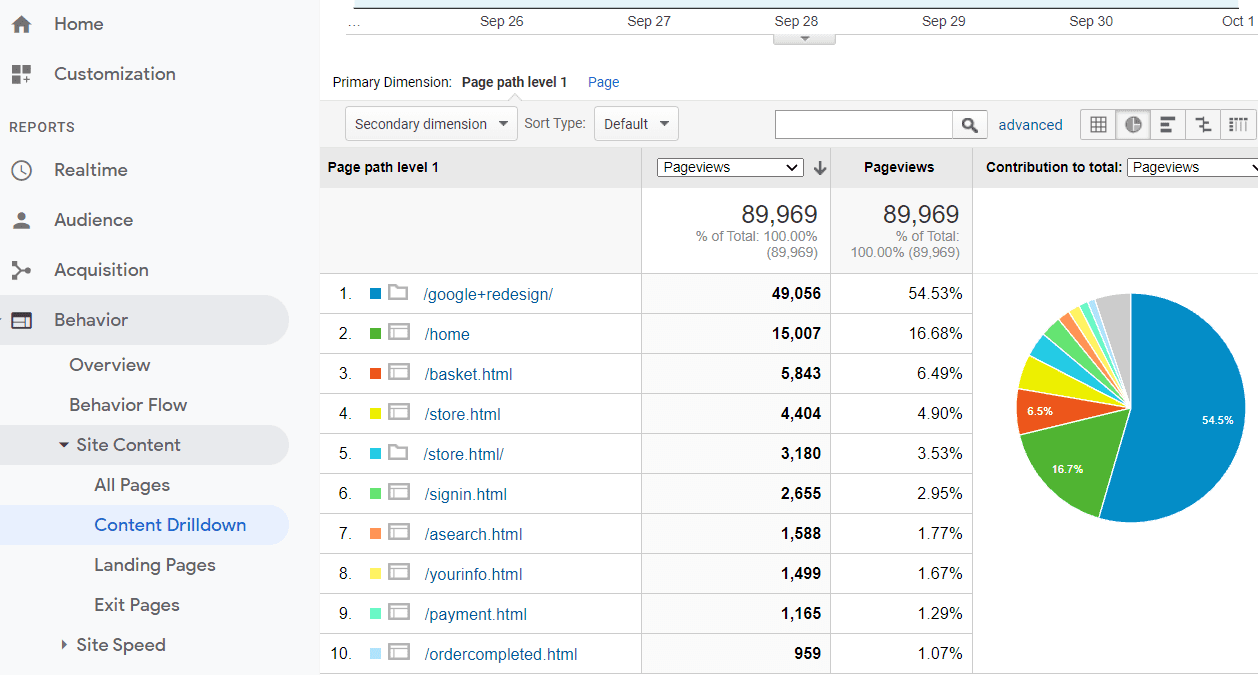 Home
Customization
REPORTS
Realtime
Audience
Acquisition
Behavior
Overview
Behavior Flow
Site Content
All Pages
Content Drilldown
Landing Pages
Exit Pages
Site Speed
... Sep 26 Sep 27 Sep 28 Sep 29 Sep 30 Oct 1
Primary Dimension: Page path level 1 Page
Secondary dimension Sort Type: Default advanced
Page path level 1 Pageviews Pageviews Contribution to total: Pageviews
89,969 89,969
% of Total: 100.00% % of Total:
(89,969) 100.00% (89,969)
1. /google+redesign/ 49,056 54.53%
2. /home 15,007 16.68%
3. /basket.html 5,843 6.49%
4. /store.html 4,404 4.90%
5. /store.html/ 3,180 3.53%
6. /signin.html 2,655 2.95%
7. /asearch.html 1,588 1.77%
8. /yourinfo.html 1,499 1.67%
9. /payment.html 1,165 1.29%
10. /ordercompleted.html 959 1.07%
6.5%
54.5%
16.7%